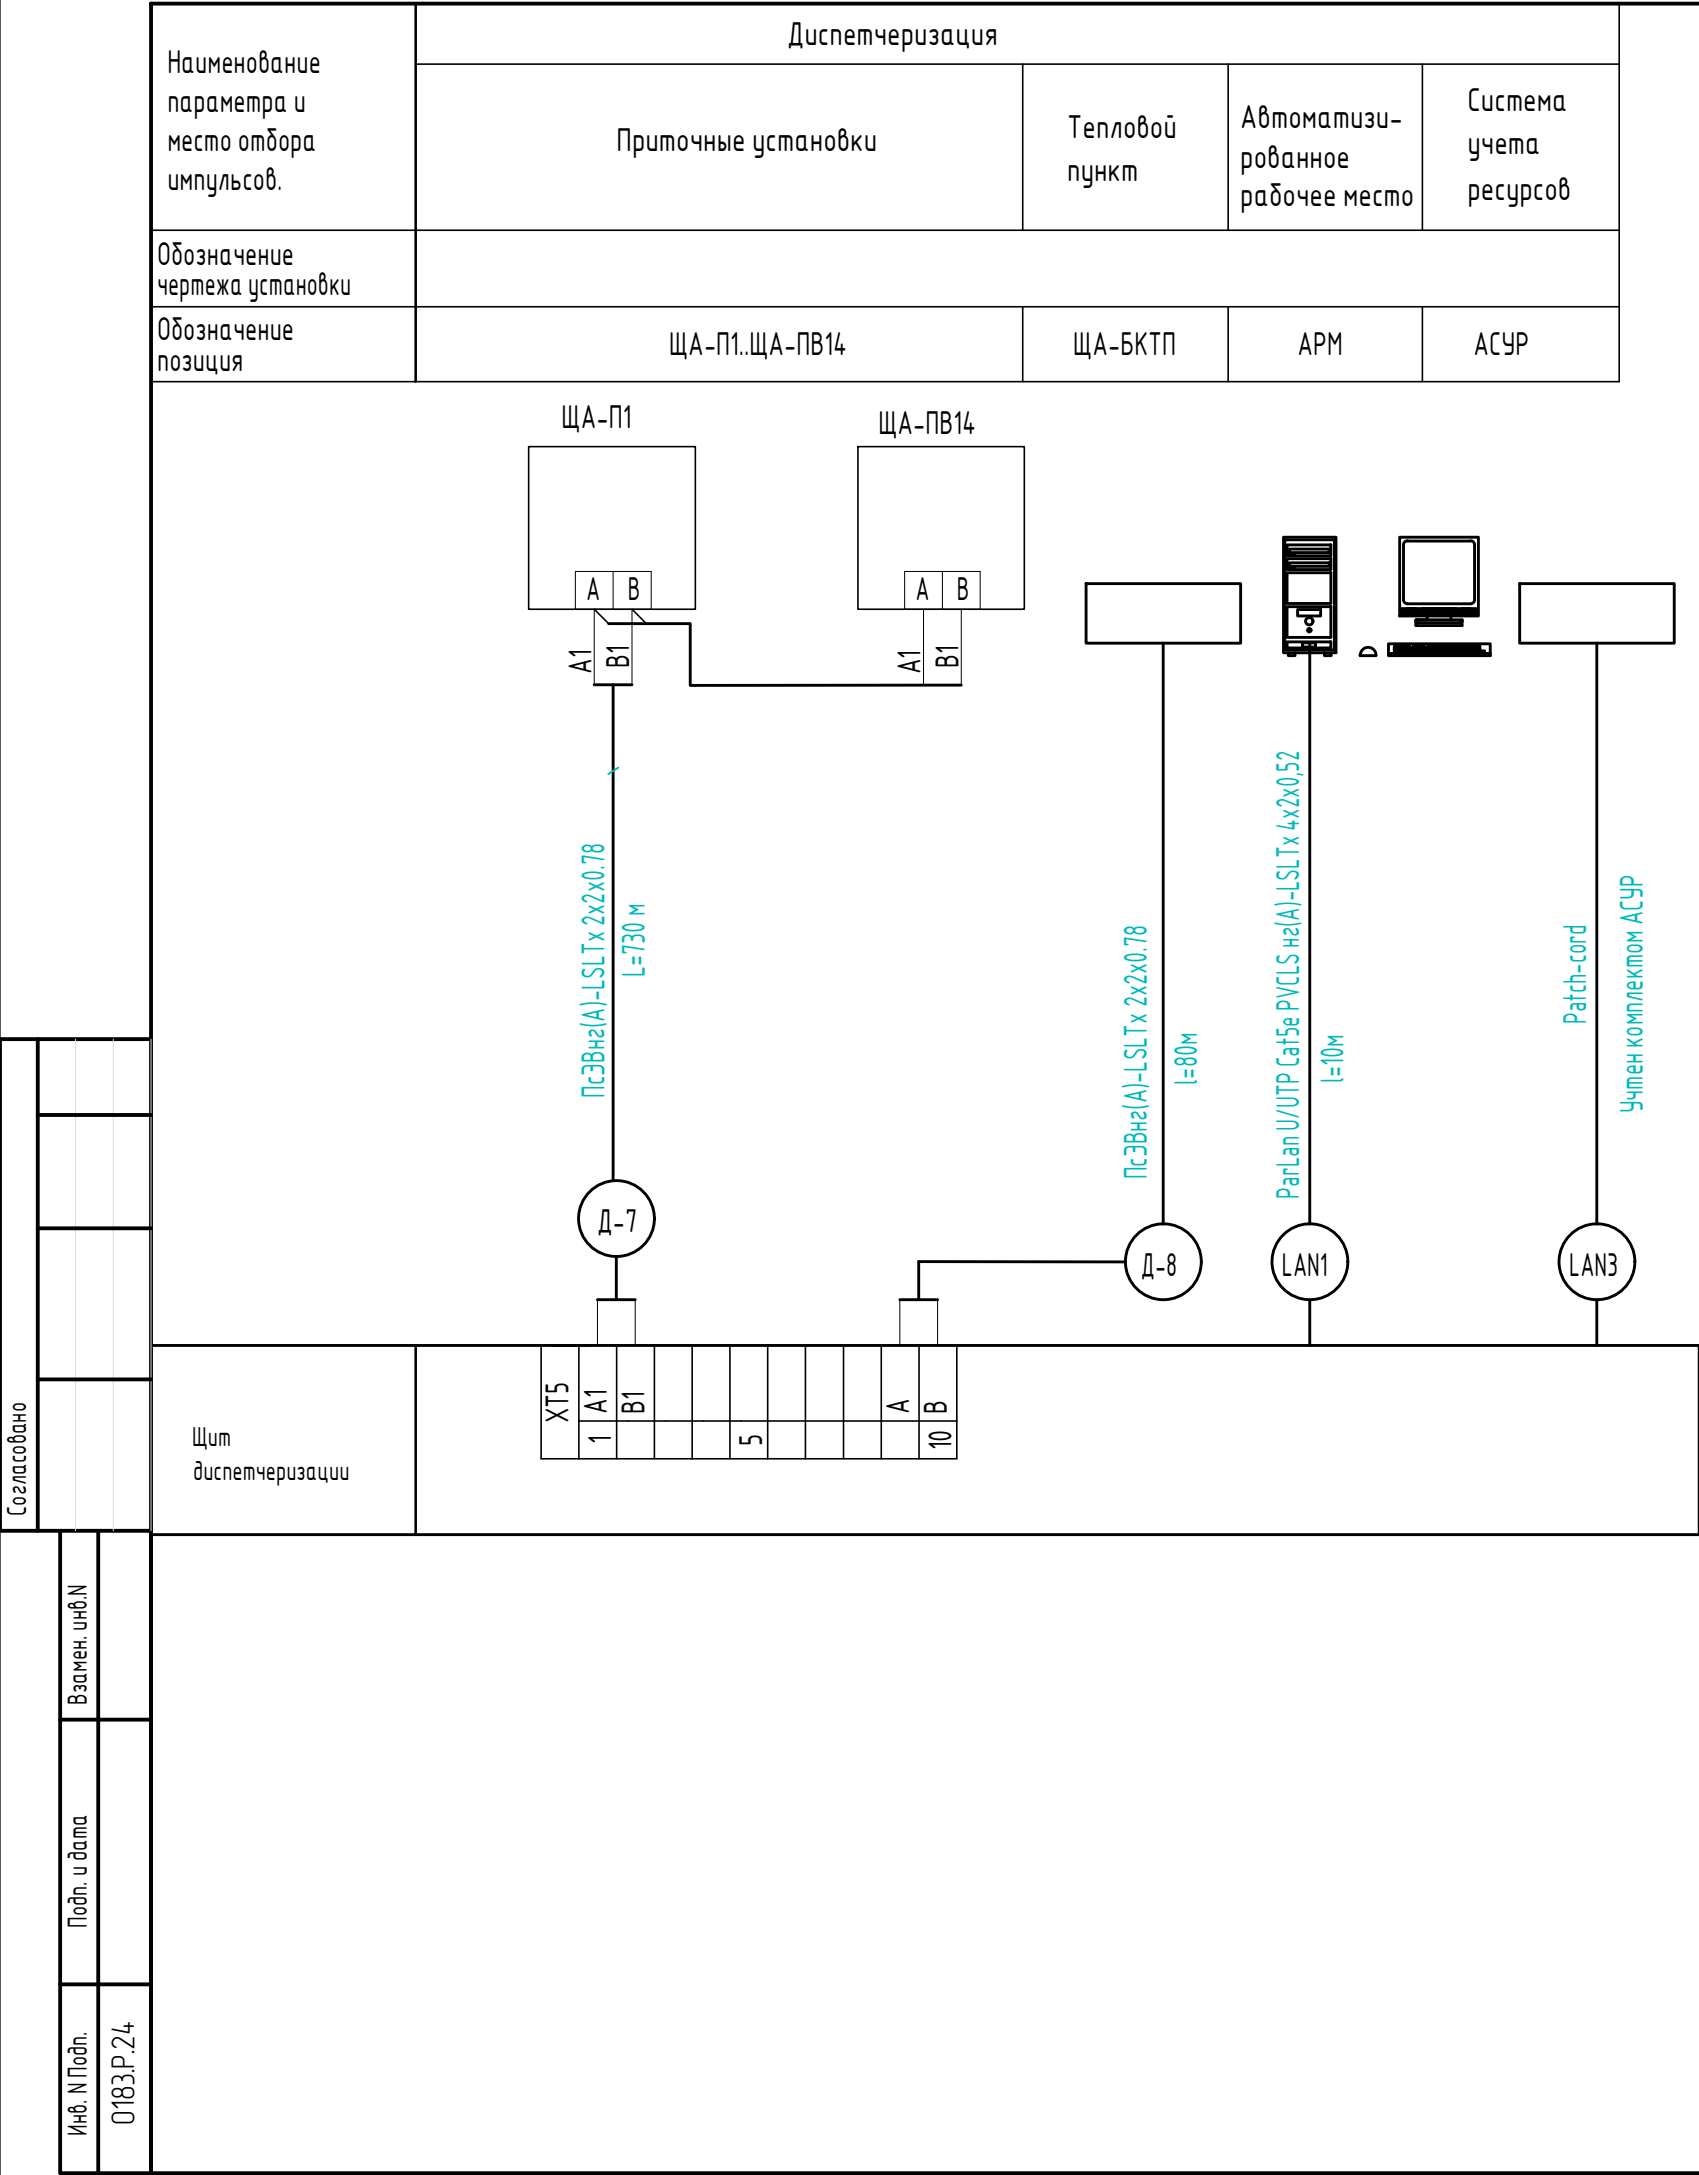 Наименование
параметра и
место отбора
импульсов.
Диспетчеризация
Приточные установки
Тепловой
пункт
Автоматизи-
рованное
рабочее место
Система
учета
ресурсов
Обозначение
чертежа установки
Обозначение
позиция
ЩА-П1..ЩА-ПВ14
ЩА-БКТП
АРМ
АСУР
ЩА-П1
ЩА-ПВ14
A B
A B
A1
B1
A1
B1
ПсЭВнг(А)-LSLTx 2x2x0.78
L=730 м
ПсЭВнг(А)-LSLTx 2x2x0.78
l=80м
ParLan U/UTP Cat5e PVCLS нг(А)-LSLTx 4x2x0,52
l=10м
Patch-cord
Учтен комплектом АСУР
Д-7
Д-8
LAN1
LAN3
Щит
диспетчеризации
XT5
1 A1
B1
5
A
10 B
Согласовано
Взамен. инв.N
Подп. и дата
Инв. N Подп.
0183.Р.24